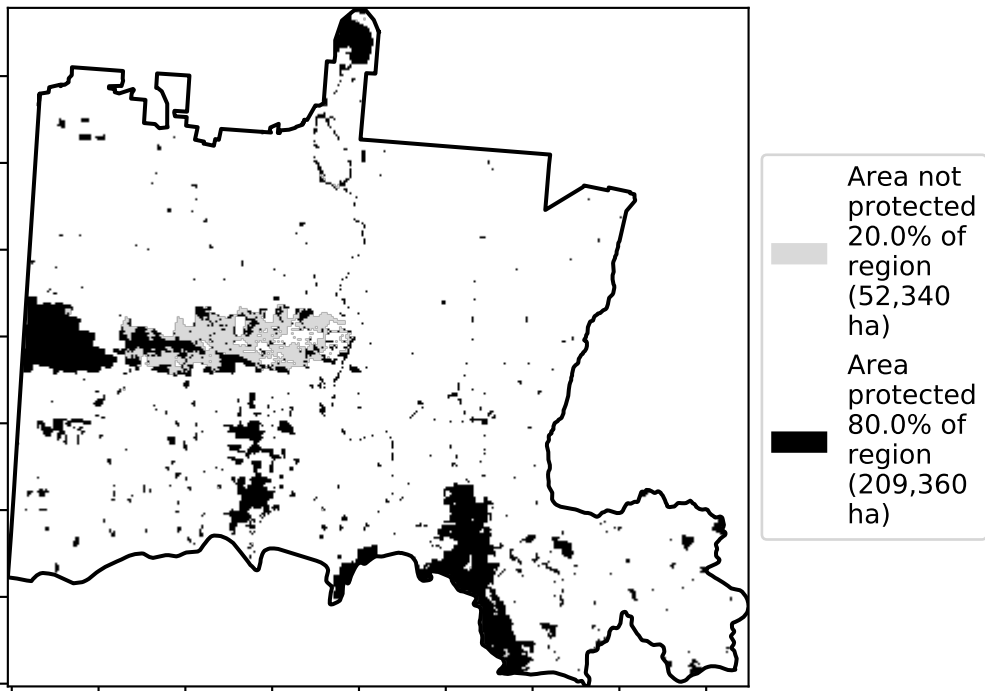 Area not
protected
20.0% of
region
(52,340
ha)
Area
protected
80.0% of
region
(209,360
ha)